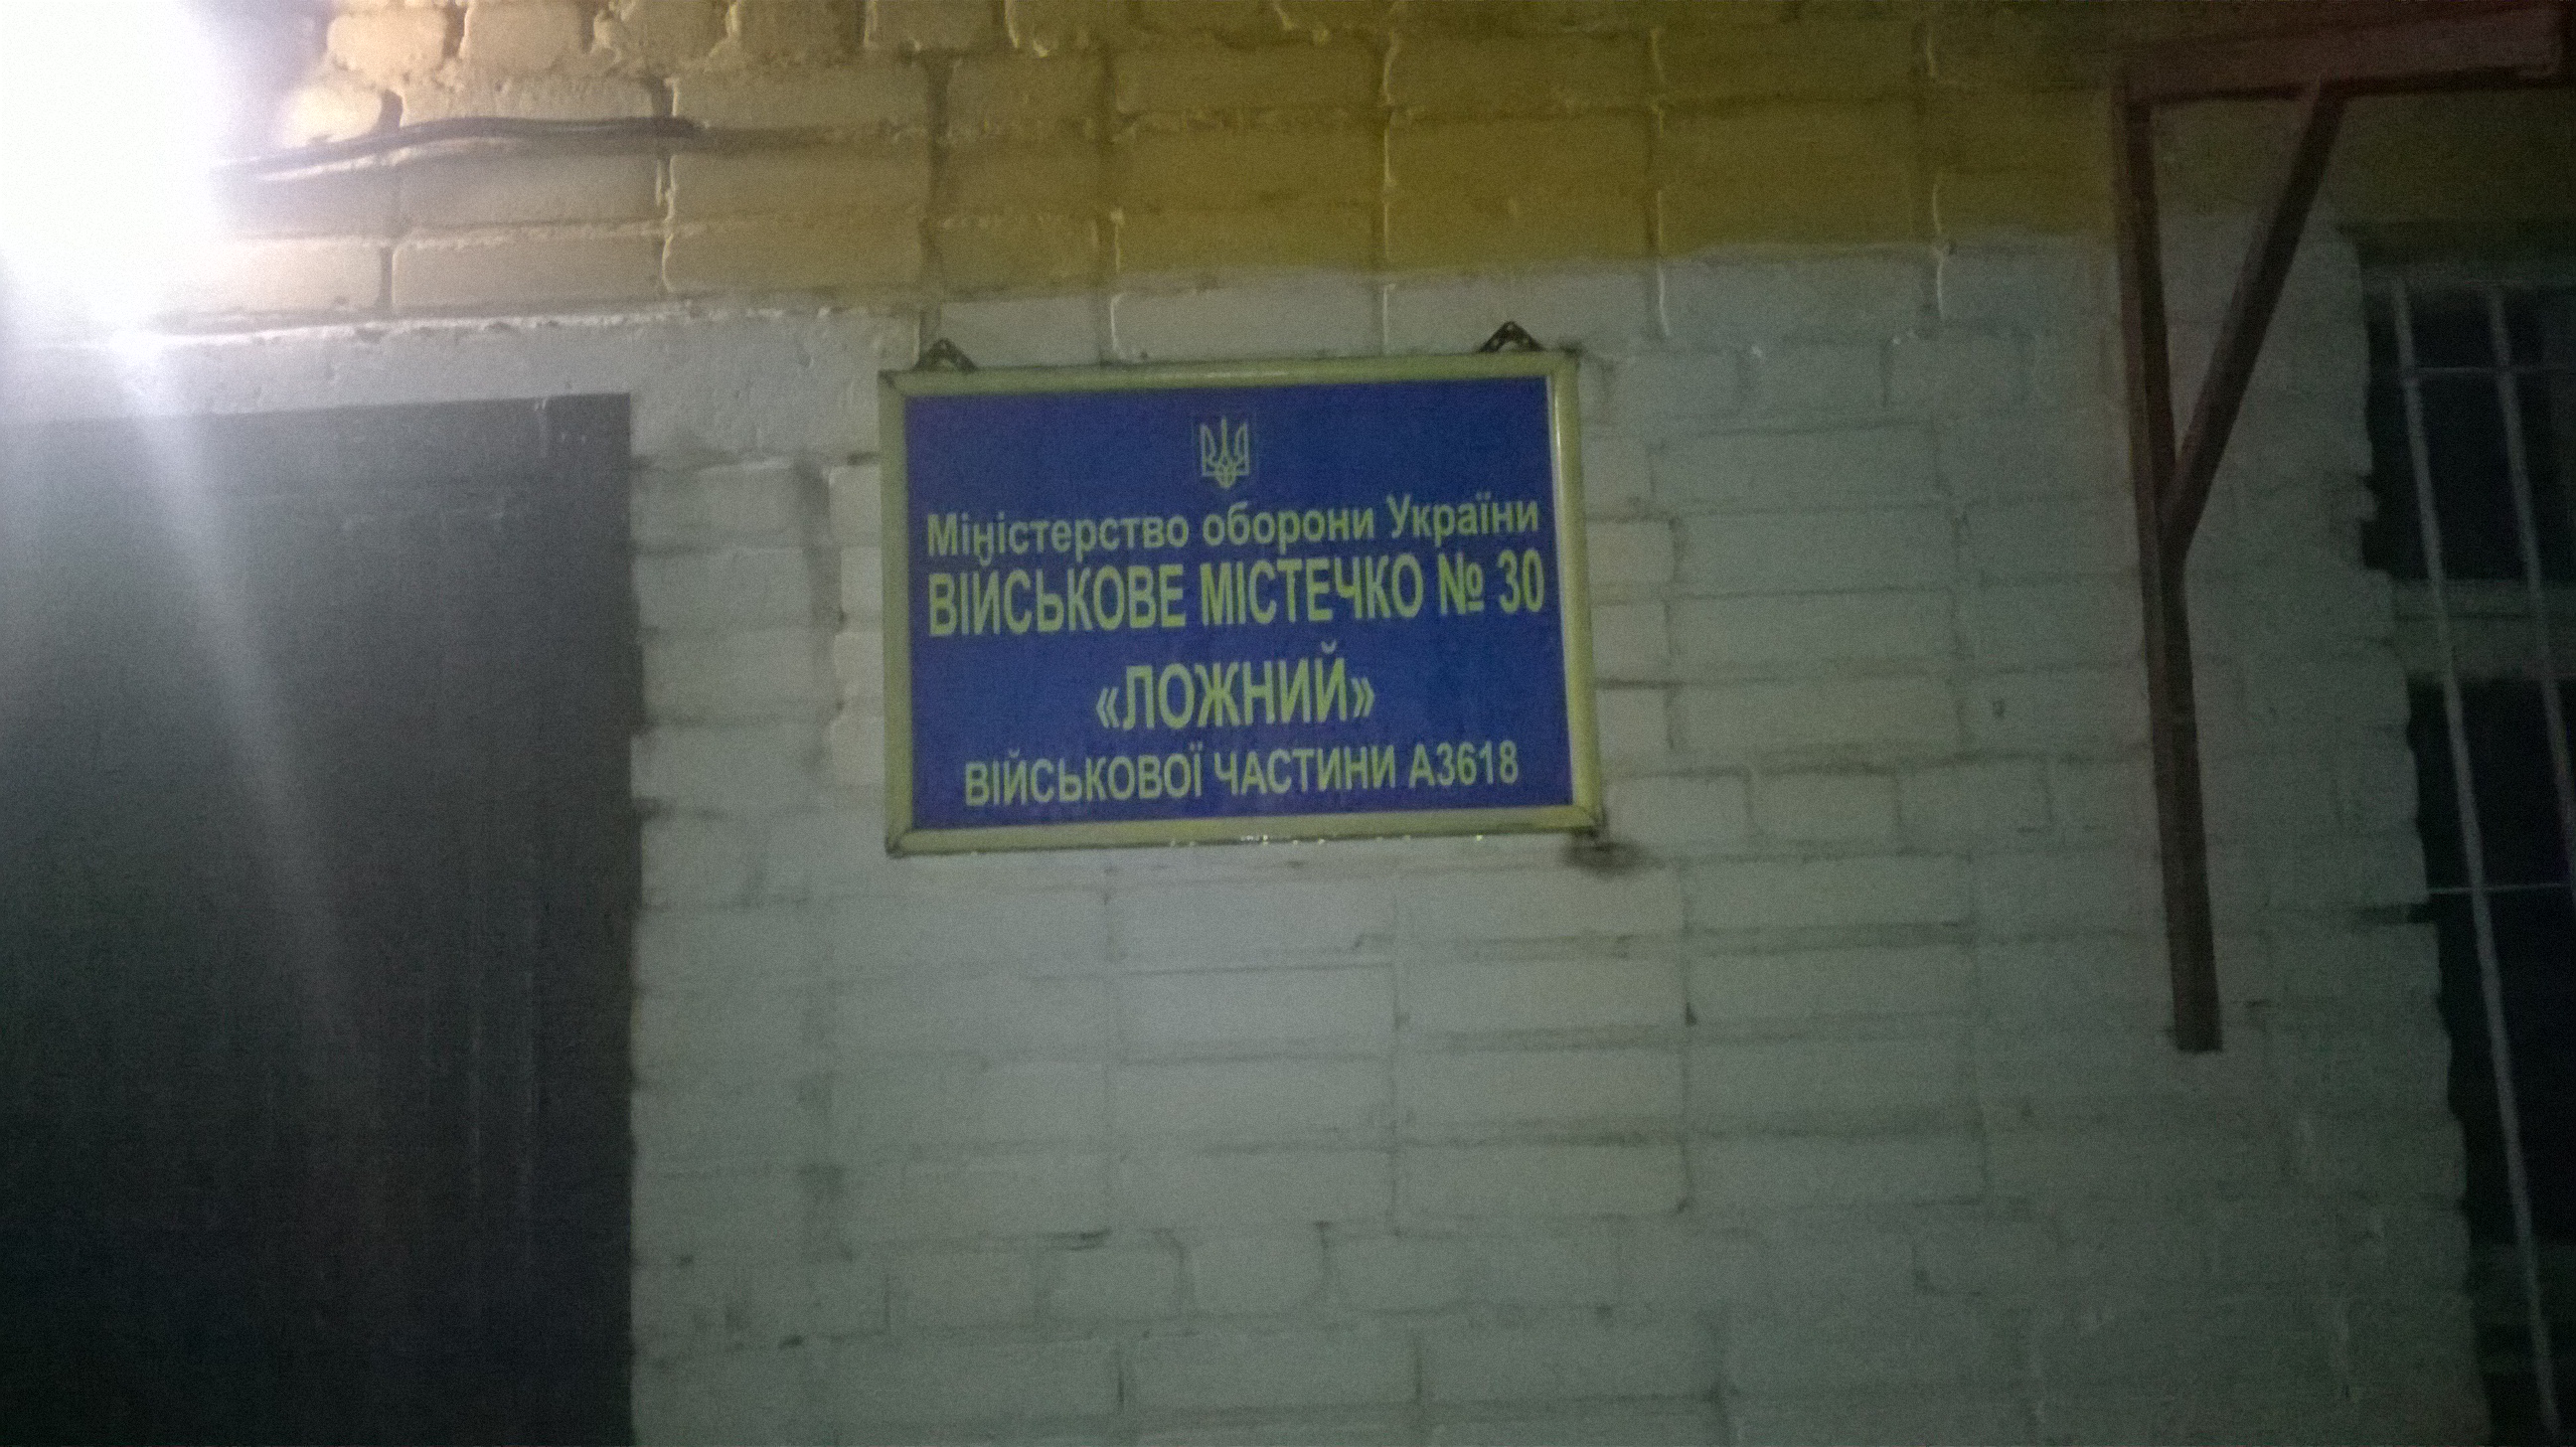 Міністерство оборони України
ВІЙСЬКОВЕ МІСТЕЧКО № 30
«ЛОЖНИЙ»
ВІЙСЬКОВОЇ ЧАСТИНИ А3618